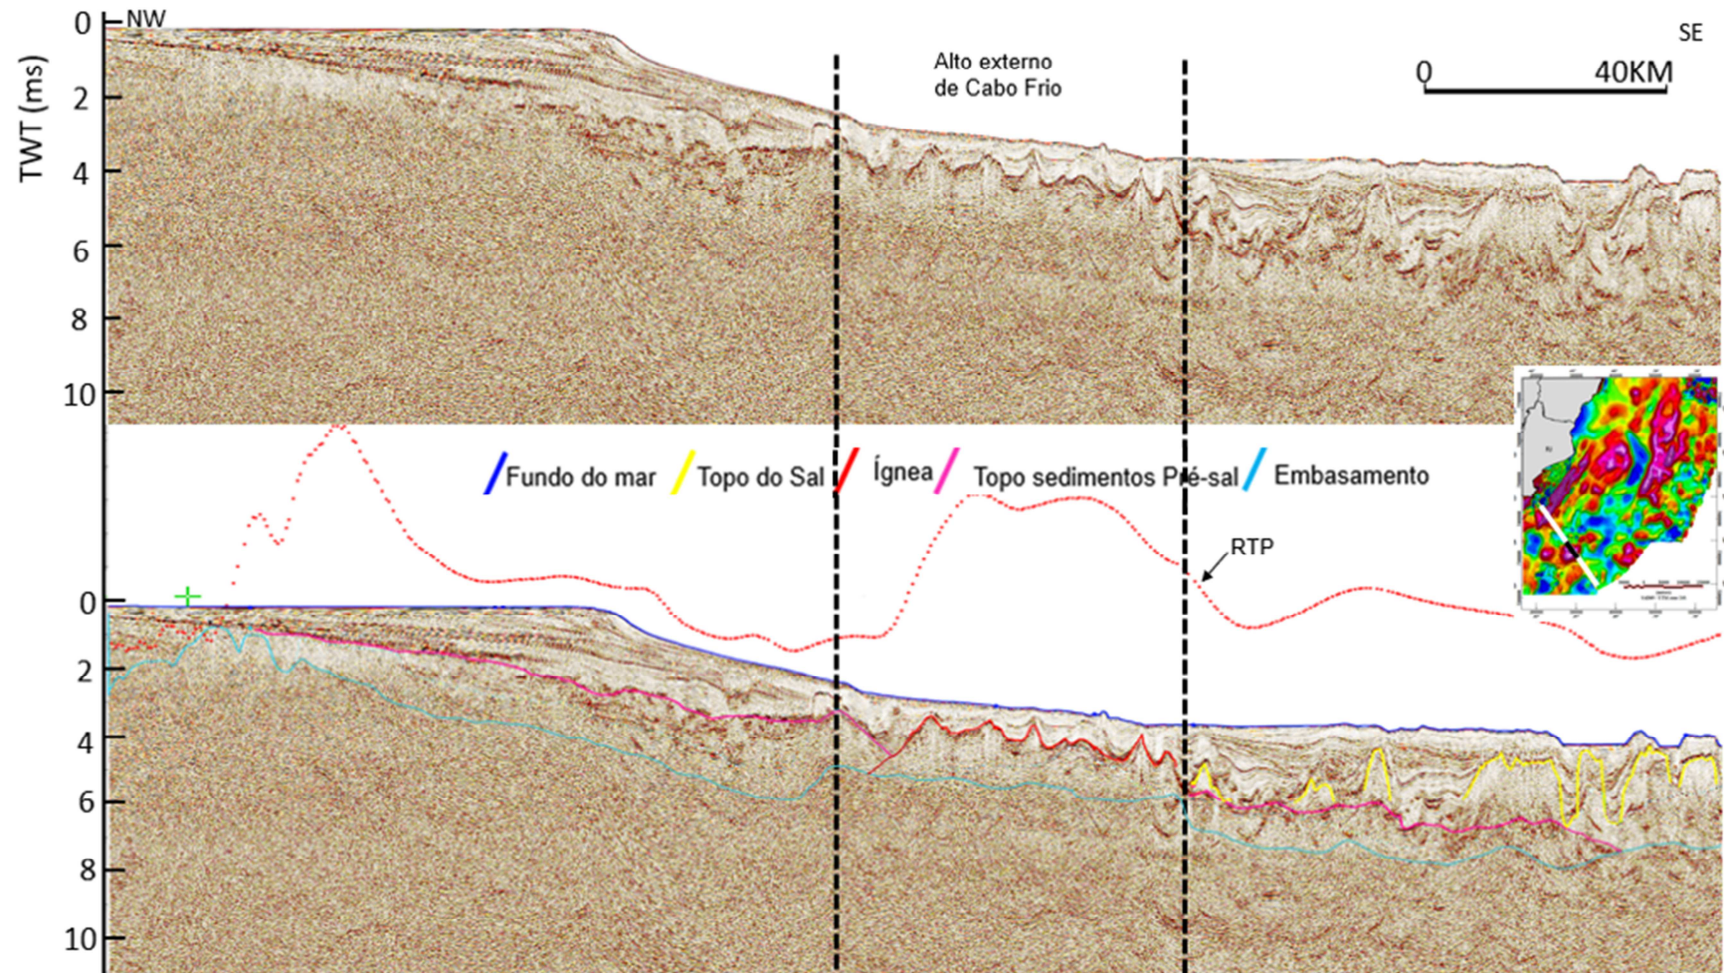 0
NW
SE
Alto externo
de Cabo Frio
0 40KM
TWT (ms)
2
4
6
8
10
Fundo do mar Topo do Sal Ígnea Topo sedimentos Pré-sal Embasamento
RTP
0
2
4
6
8
10